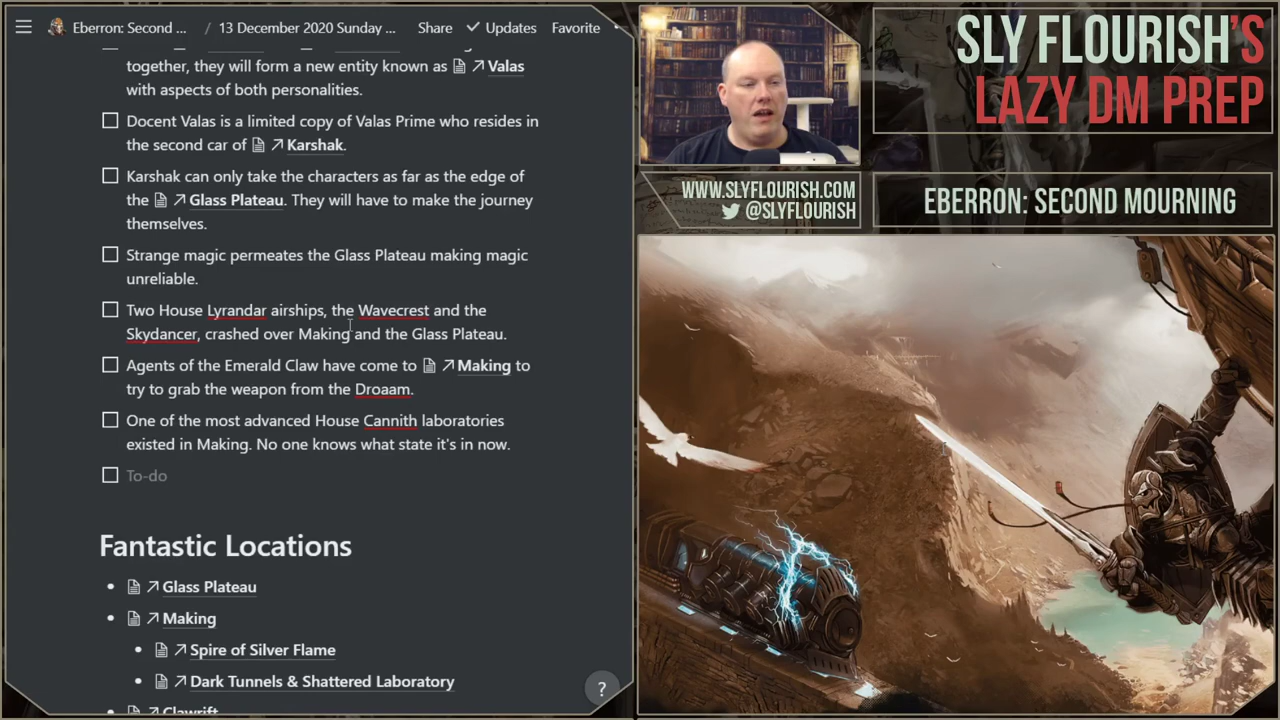 Eberron: Second ... / 13 December 2020 Sunday ... Share Updates Favorite
together, they will form a new entity known as Valas
with aspects of both personalities.
Docent Valas is a limited copy of Valas Prime who resides in
the second car of Karshak.
Karshak can only take the characters as far as the edge of
the Glass Plateau. They will have to make the journey
themselves.
Strange magic permeates the Glass Plateau making magic
unreliable.
Two House Lyrandar airships, the Wavecrest and the
Skydancer, crashed over Making and the Glass Plateau.
Agents of the Emerald Claw have come to Making to
try to grab the weapon from the Droaam.
One of the most advanced House Cannith laboratories
existed in Making. No one knows what state it's in now.
To-do
Fantastic Locations
Glass Plateau
Making
Spire of Silver Flame
Dark Tunnels & Shattered Laboratory
Clawrift
?
SLY FLOURISH'S
LAZY DM PREP
WWW.SLYFLOURISH.COM
@SLYFLOURISH
EBERRON: SECOND MOURNING